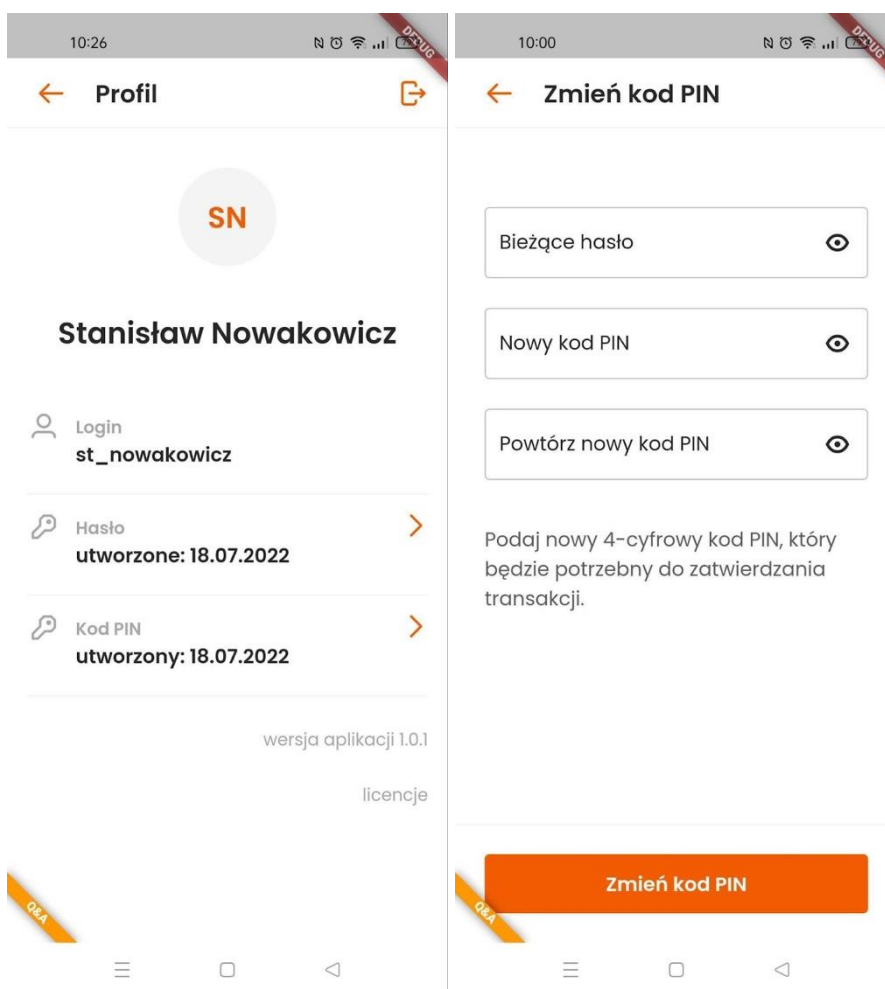 10:26
DEBUG
Profil
SN
Stanisław Nowakowicz
Login
st_nowakowicz
Hasło
utworzone: 18.07.2022
Kod PIN
utworzony: 18.07.2022
wersja aplikacji 1.0.1
licencje
Q&A
10:00
DEBUG
Zmień kod PIN
Bieżące hasło
Nowy kod PIN
Powtórz nowy kod PIN
Podaj nowy 4-cyfrowy kod PIN, który
będzie potrzebny do zatwierdzania
transakcji.
Zmień kod PIN
Q&A